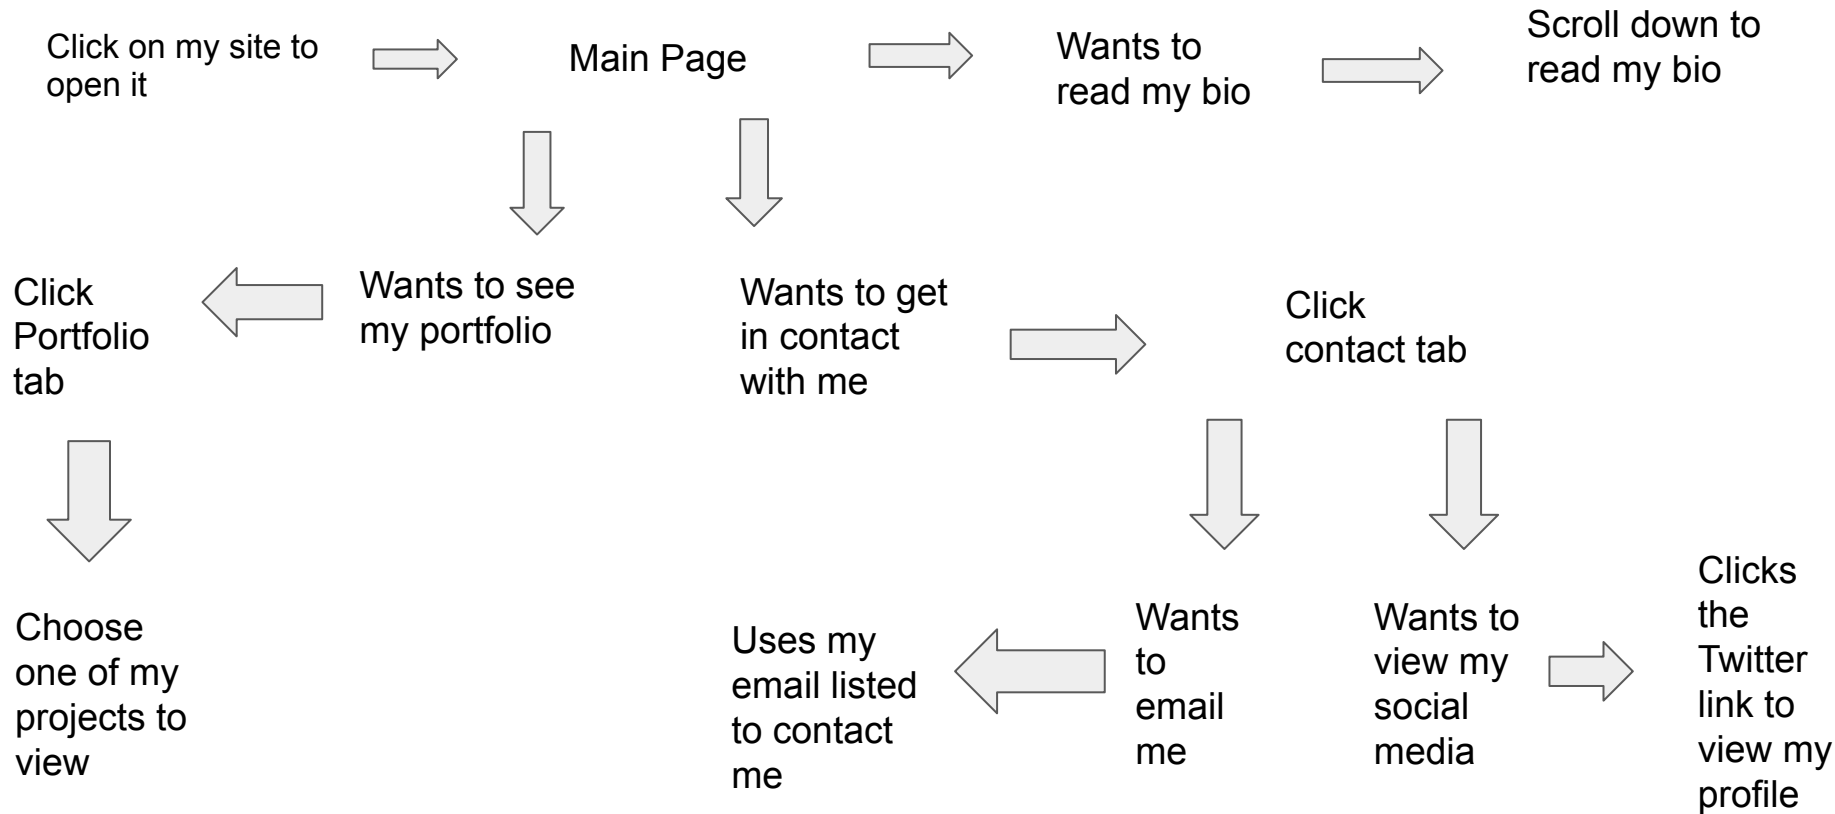 Click on my site to
open it
Main Page
Wants to
read my bio
Scroll down to
read my bio
Click
Portfolio
tab
Wants to see
my portfolio
Wants to get
in contact
with me
Click
contact tab
Choose
one of my
projects to
view
Uses my
email listed
to contact
me
Wants
to
email
me
Wants to
view my
social
media
Clicks
the
Twitter
link to
view my
profile